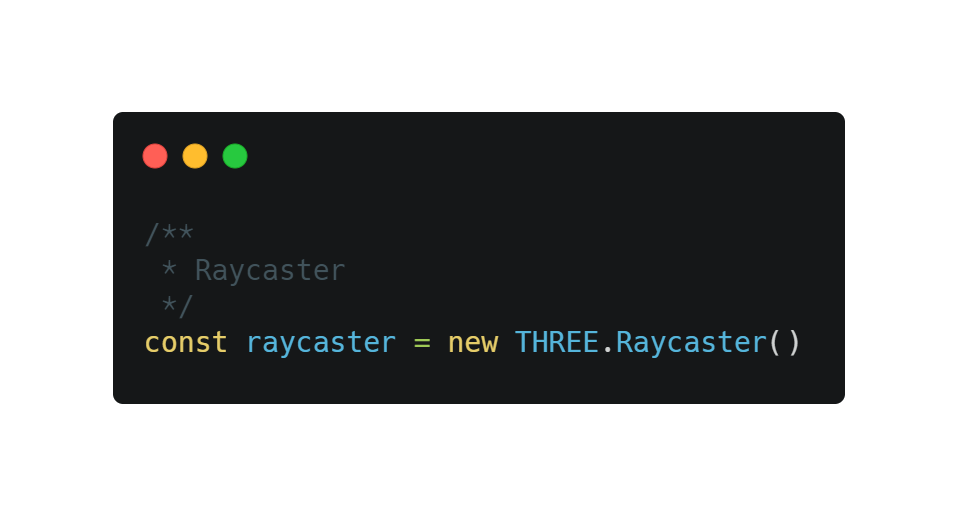 /**
 * Raycaster
 */
const raycaster = new THREE.Raycaster()